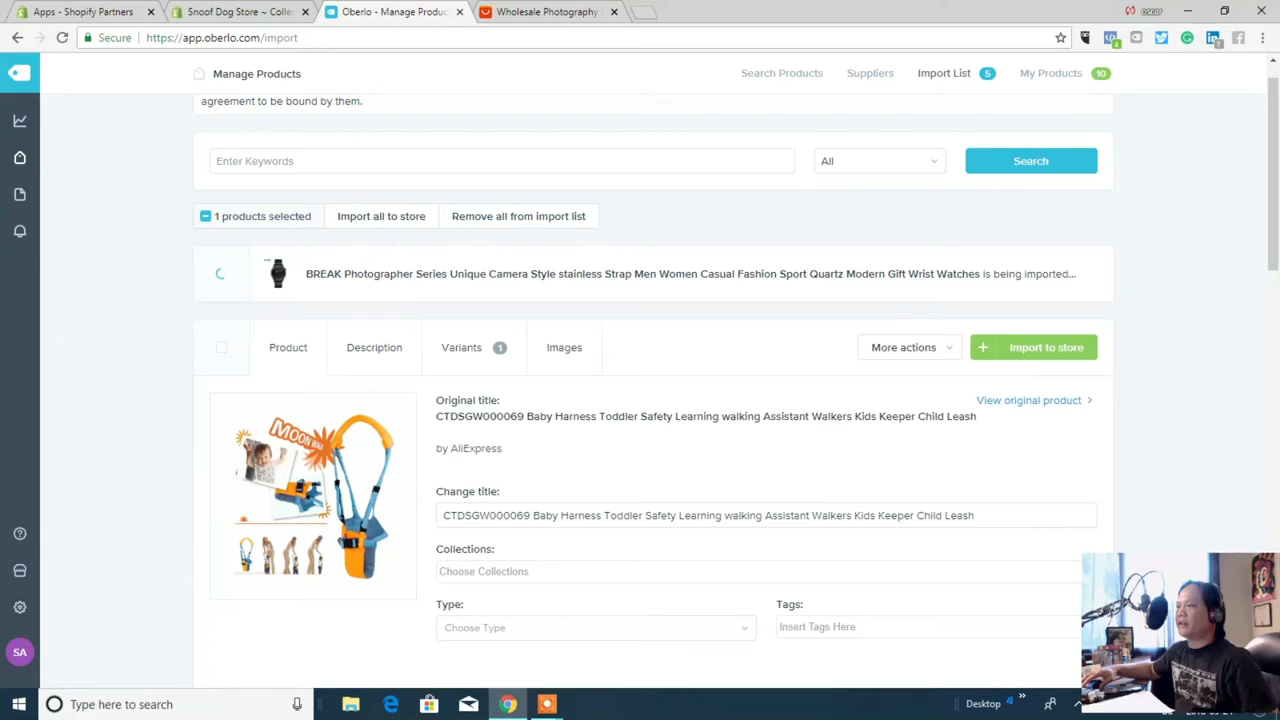 Apps - Shopify Partners
Snoof Dog Store ~ Collec
Oberlo - Manage Produc
Wholesale Photography W
oscar
Secure
https://app.oberlo.com/import
Manage Products
Search Products
Suppliers
Import List 5
My Products 10
agreement to be bound by them.
Enter Keywords
All
Search
1 products selected
Import all to store
Remove all from import list
BREAK Photographer Series Unique Camera Style stainless Strap Men Women Casual Fashion Sport Quartz Modern Gift Wrist Watches is being imported...
Product
Description
Variants 1
Images
More actions
+ Import to store
MOON WALK
Original title:
View original product
CTDSGW000069 Baby Harness Toddler Safety Learning walking Assistant Walkers Kids Keeper Child Leash
by AliExpress
Change title:
CTDSGW000069 Baby Harness Toddler Safety Learning walking Assistant Walkers Kids Keeper Child Leash
Collections:
Choose Collections
Type:
Tags:
Choose Type
Insert Tags Here
SA
Type here to search
Desktop